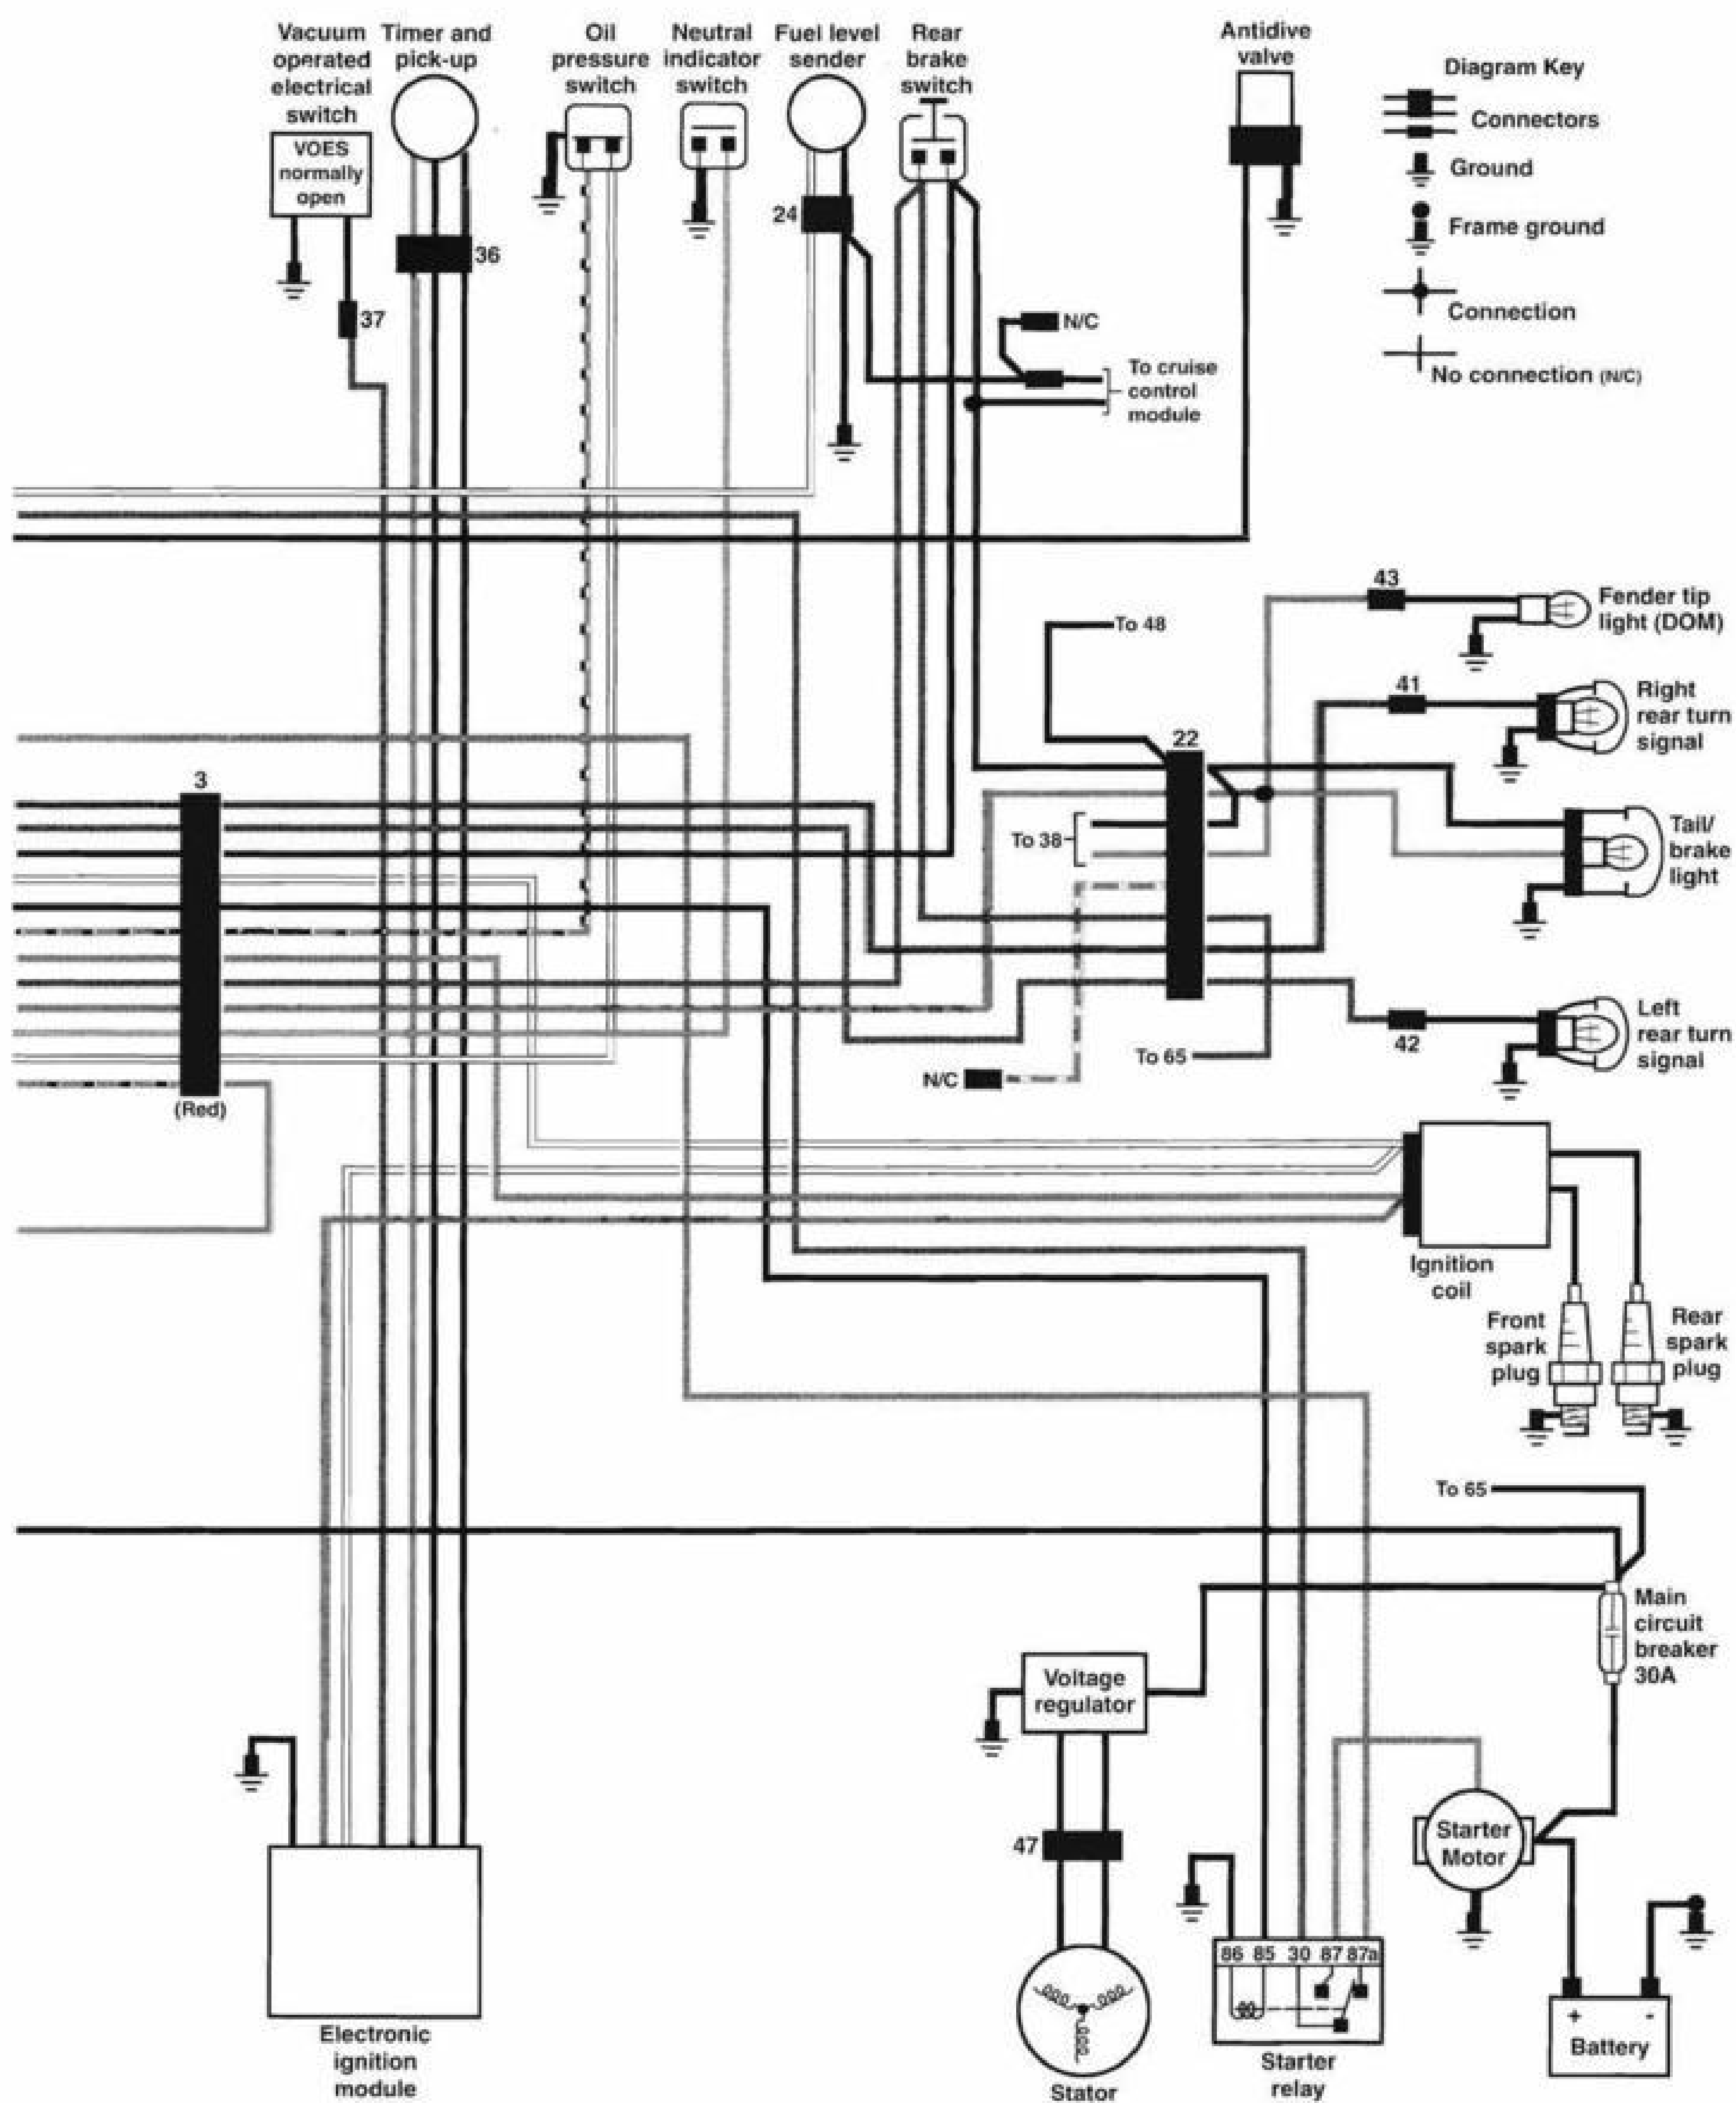 Vacuum
operated
electrical
switch
Timer and
pick-up
Oil
pressure
switch
Neutral
indicator
switch
Fuel level
sender
Rear
brake
switch
Antidive
valve
Diagram Key
Connectors
Ground
Frame ground
Connection
No connection (N/C)
VOES
normally
open
36
37
24
N/C
To cruise
control
module
43
Fender tip
light (DOM)
To 48
41
Right
rear turn
signal
22
3
To 38
Tail/
brake
light
Left
rear turn
signal
42
To 65
N/C
(Red)
Ignition
coil
Front
spark
plug
Rear
spark
plug
To 65
Main
circuit
breaker
30A
Voltage
regulator
47
Starter
Motor
86 85 30 87 87a
+ -
Battery
Electronic
ignition
module
Stator
Starter
relay